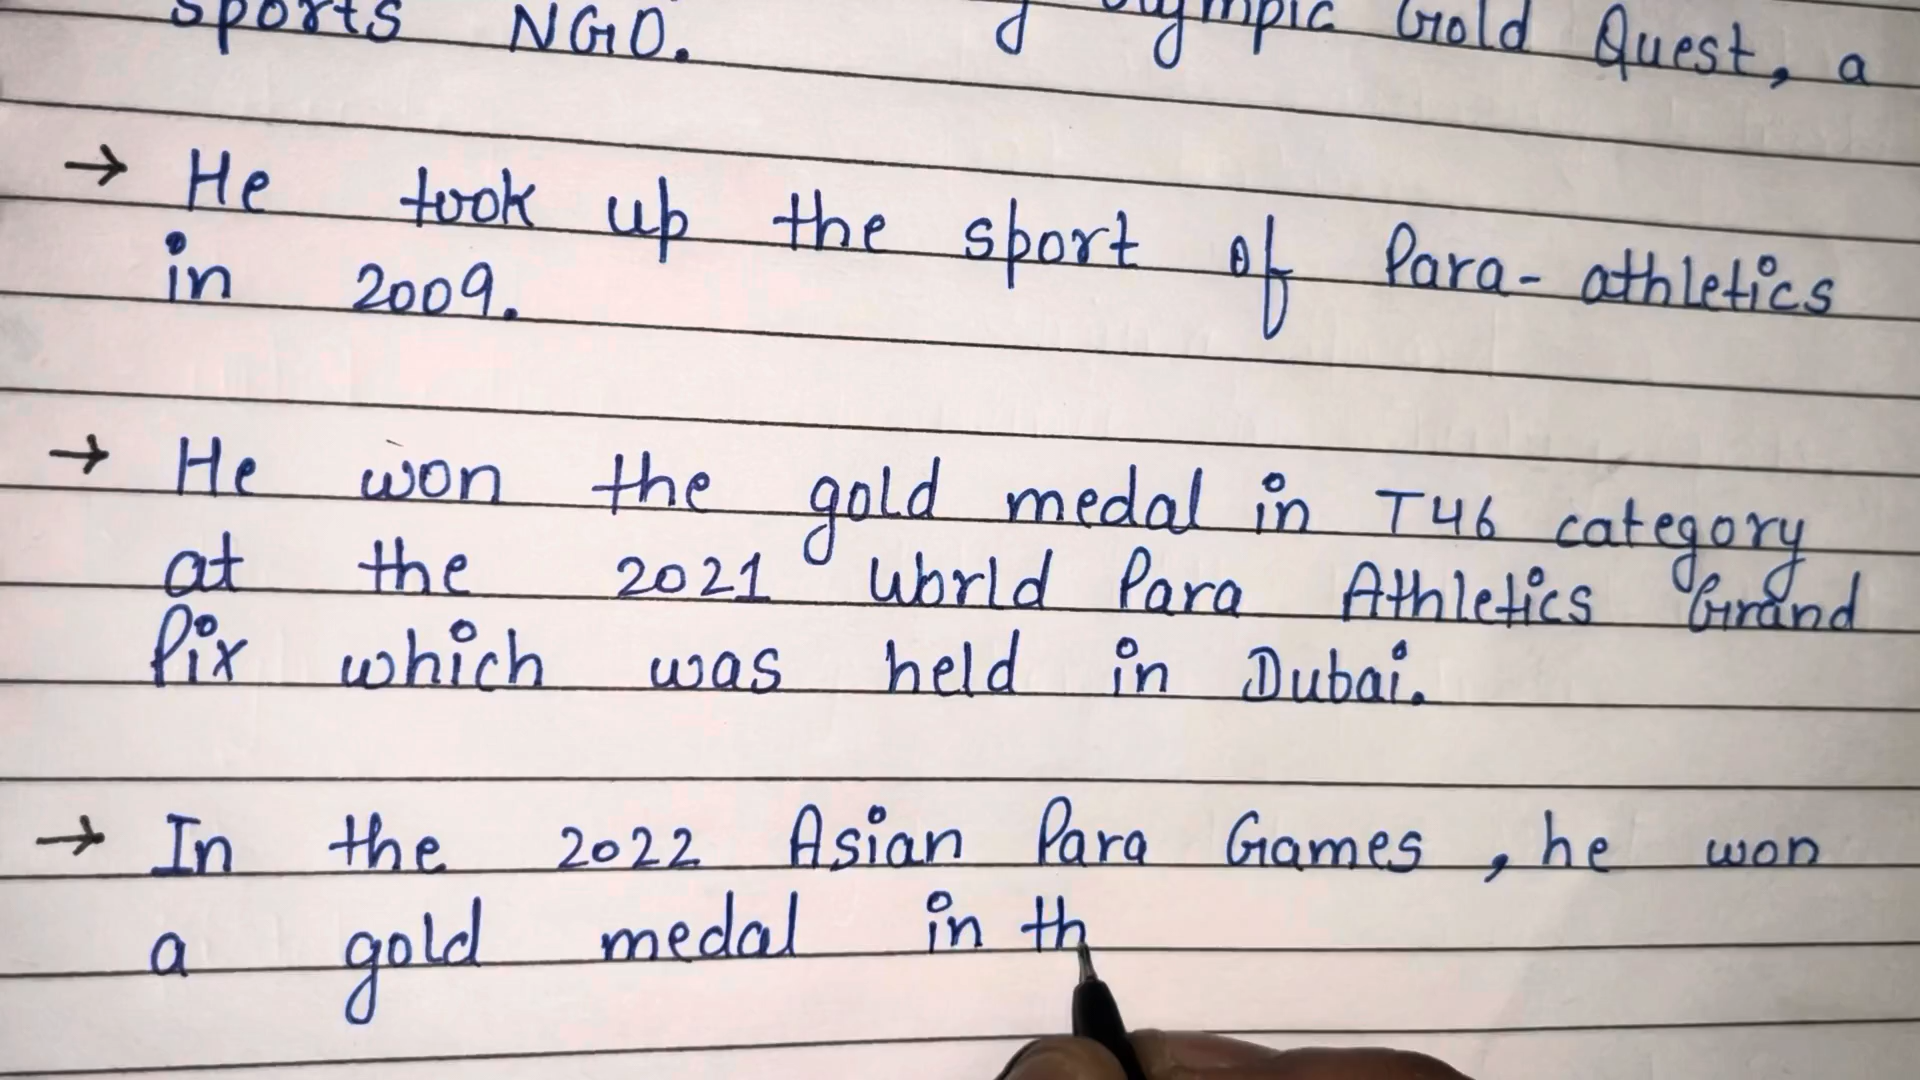 Olympic Gold Quest, a
sports NGO.
→ He took up the sport of Para-athletics
in 2009.
→ He won the gold medal in T46 category
at the 2021 World Para Athletics Grand
Pix which was held in Dubai.
→ In the 2022 Asian Para Games, he won
a gold medal in th